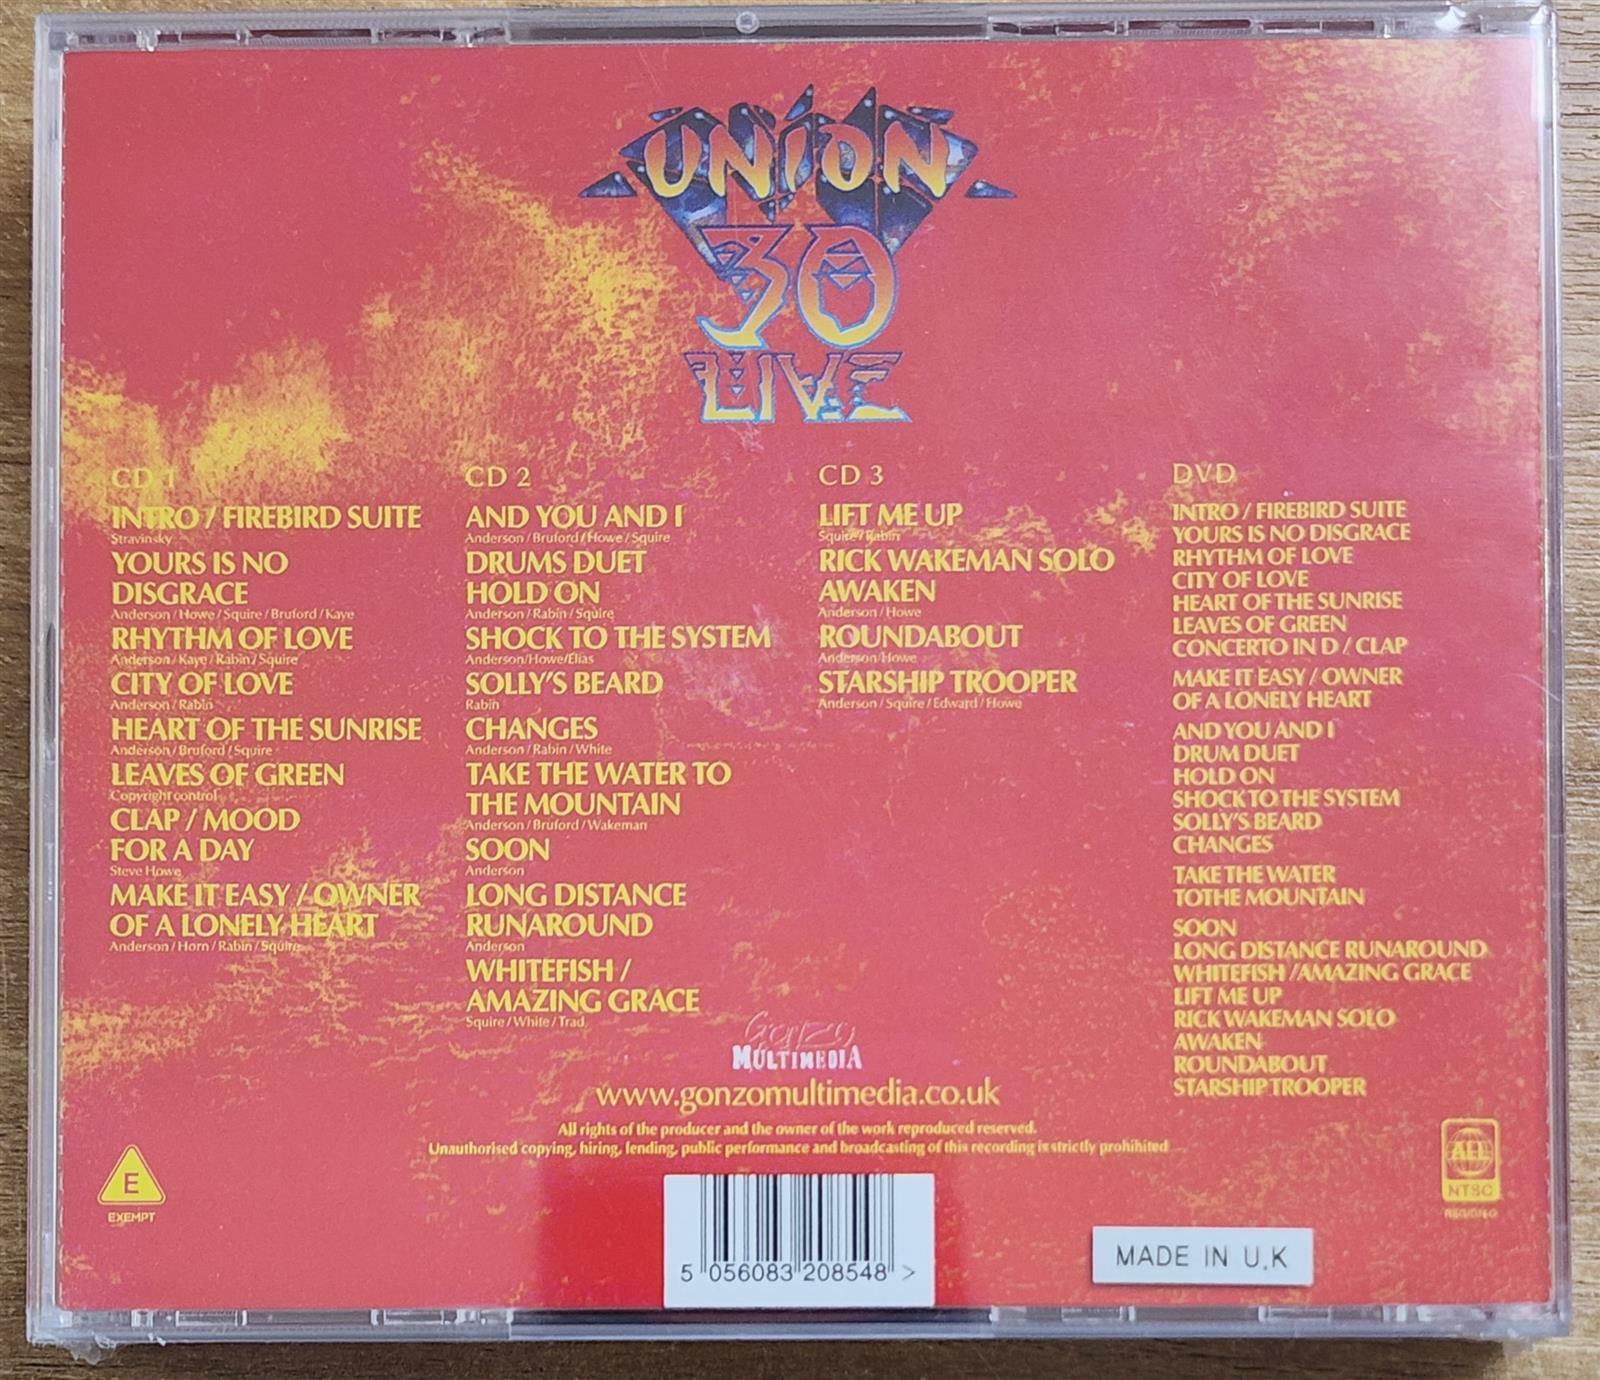 UNION
30
LIVE
CD 1
INTRO / FIREBIRD SUITE
Stravinsky
YOURS IS NO
DISGRACE
Anderson / Howe / Squire / Bruford / Kaye
RHYTHM OF LOVE
Anderson / Kaye / Rabin / Squire
CITY OF LOVE
Anderson / Rabin
HEART OF THE SUNRISE
Anderson / Bruford / Squire
LEAVES OF GREEN
Copyright control
CLAP / MOOD
FOR A DAY
Steve Howe
MAKE IT EASY / OWNER
OF A LONELY HEART
Anderson / Horn / Rabin / Squire
CD 2
AND YOU AND I
Anderson / Bruford / Howe / Squire
DRUMS DUET
HOLD ON
Anderson / Rabin / Squire
SHOCK TO THE SYSTEM
Anderson/Howe/Elias
SOLLY'S BEARD
Rabin
CHANGES
Anderson / Rabin / White
TAKE THE WATER TO
THE MOUNTAIN
Anderson / Bruford / Wakeman
SOON
Anderson
LONG DISTANCE
RUNAROUND
Anderson
WHITEFISH /
AMAZING GRACE
Squire / White / Trad
CD 3
LIFT ME UP
Squire / Rabin
RICK WAKEMAN SOLO
AWAKEN
Anderson / Howe
ROUNDABOUT
Anderson/Howe
STARSHIP TROOPER
Anderson / Squire / Edward / Howe
DVD
INTRO / FIREBIRD SUITE
YOURS IS NO DISGRACE
RHYTHM OF LOVE
CITY OF LOVE
HEART OF THE SUNRISE
LEAVES OF GREEN
CONCERTO IN D / CLAP
MAKE IT EASY / OWNER
OF A LONELY HEART
AND YOU AND I
DRUM DUET
HOLD ON
SHOCK TO THE SYSTEM
SOLLY'S BEARD
CHANGES
TAKE THE WATER
TOTHE MOUNTAIN
SOON
LONG DISTANCE RUNAROUND
WHITEFISH /AMAZING GRACE
LIFT ME UP
RICK WAKEMAN SOLO
AWAKEN
ROUNDABOUT
STARSHIP TROOPER
Gonzo
MULTIMEDIA
www.gonzomultimedia.co.uk
All rights of the producer and the owner of the work reproduced reserved.
Unauthorised copying, hiring, lending, public performance and broadcasting of this recording is strictly prohibited
E
EXEMPT
5 056083 208548 >
MADE IN U.K
ALL
NTSC
REGION 0